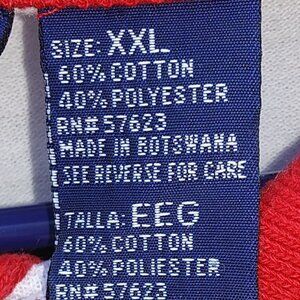 SIZE: XXL
60% COTTON
40% POLYESTER
RN# 57623
MADE IN BOTSWANA
SEE REVERSE FOR CARE
TALLA: EEG
60% COTTON
40% POLYESTER
RN# 57623